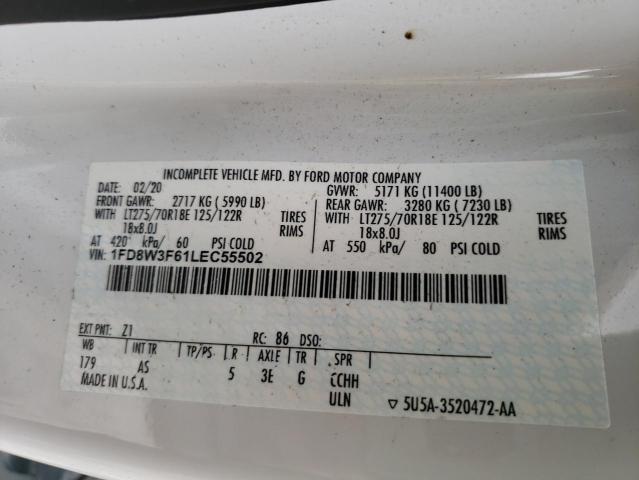 INCOMPLETE VEHICLE MFD. BY FORD MOTOR COMPANY
DATE: 02/20 GVWR: 5171 KG (11400 LB)
FRONT GAWR: 2717 KG (5990 LB) REAR GAWR: 3280 KG (7230 LB)
WITH LT275/70R18E 125/122R TIRES WITH LT275/70R18E 125/122R TIRES
18x8.0J RIMS 18x8.0J RIMS
AT 420 kPa/ 60 PSI COLD AT 550 kPa/ 80 PSI COLD
VIN: 1FD8W3F61LEC55502
EXT PNT: Z1 RC: 86 DSO:
WB INT TR TP/PS R AXLE TR SPR
179 AS 5 3E G CCHH
MADE IN U.S.A. ULN ▽ 5U5A-3520472-AA